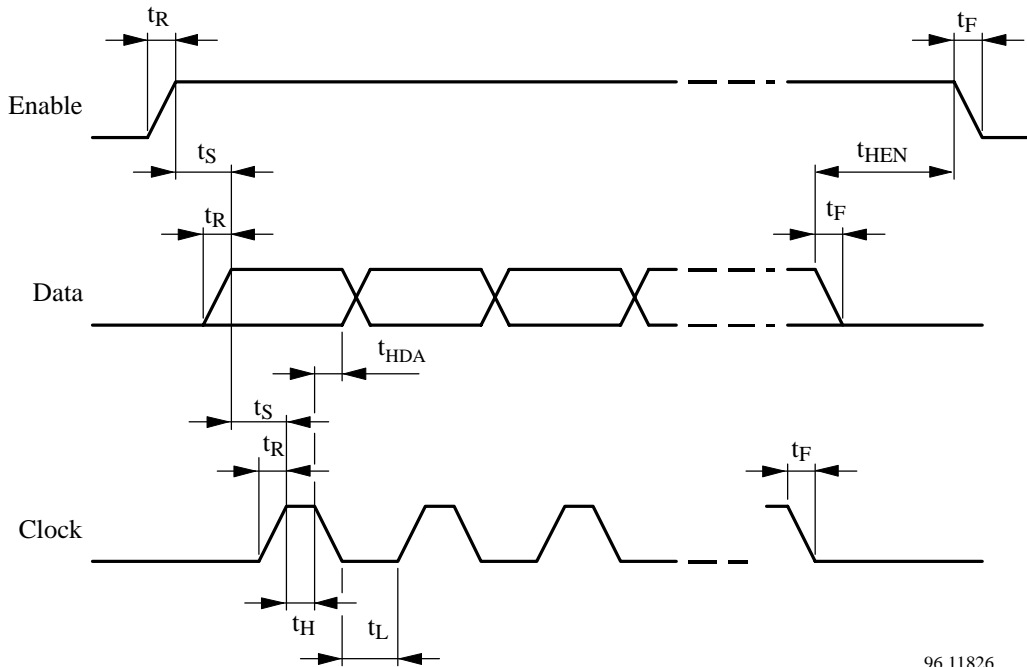 tR
tF
Enable
tS
tHEN
tR
tF
Data
tHDA
tS
tR
tF
Clock
tH
tL
96 11826